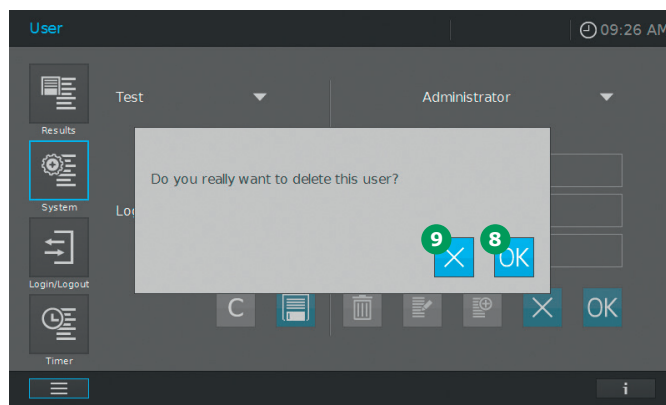 User
09:26 AM
Test
Administrator
Results
Do you really want to delete this user?
System
Log
9
8
OK
Login/Logout
C
OK
Timer
i